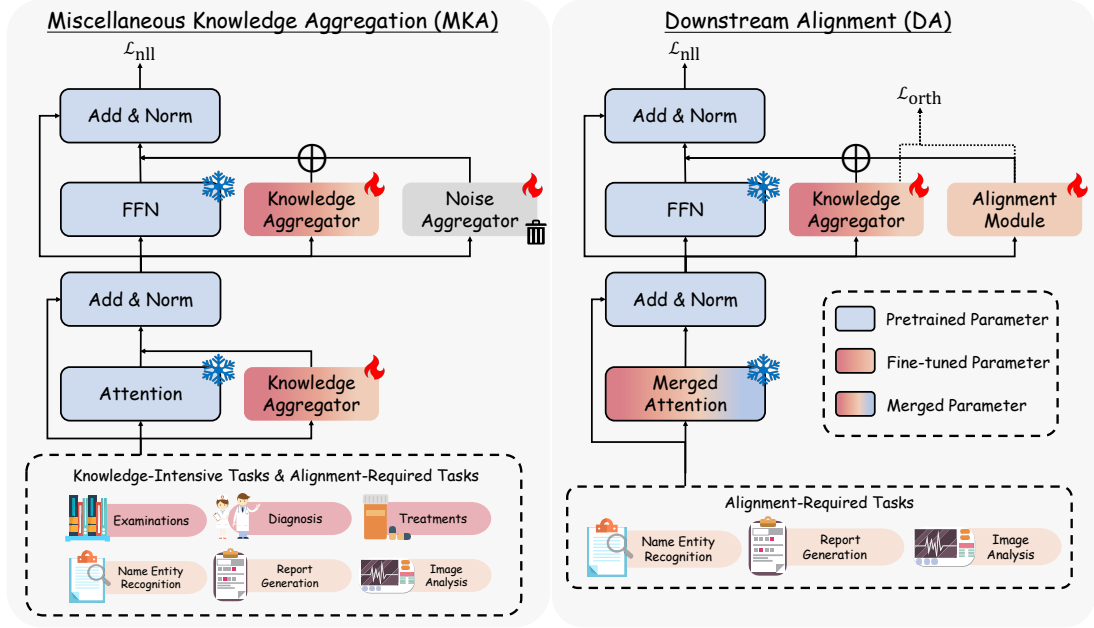 Miscellaneous Knowledge Aggregation (MKA)
ℒnll
Add & Norm
FFN
Knowledge
Aggregator
Noise
Aggregator
Add & Norm
Attention
Knowledge
Aggregator
Knowledge-Intensive Tasks & Alignment-Required Tasks
Examinations
Diagnosis
Treatments
Name Entity
Recognition
Report
Generation
Image
Analysis
Downstream Alignment (DA)
ℒnll
ℒorth
Add & Norm
FFN
Knowledge
Aggregator
Alignment
Module
Add & Norm
Merged
Attention
Pretrained Parameter
Fine-tuned Parameter
Merged Parameter
Alignment-Required Tasks
Name Entity
Recognition
Report
Generation
Image
Analysis